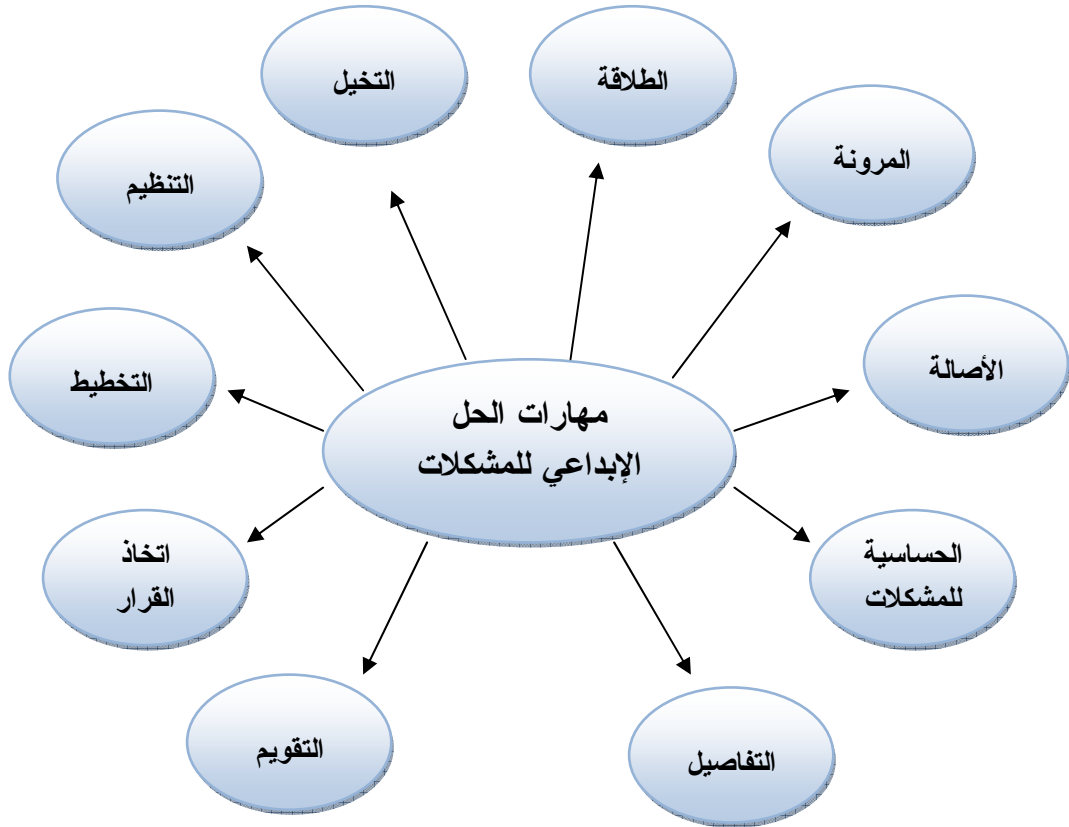 الطلاقة
التخيل
المرونة
التنظيم
الأصالة
التخطيط
مهارات الحل
الإبداعي للمشكلات
الحساسية
للمشكلات
اتخاذ
القرار
التفاصيل
التقويم